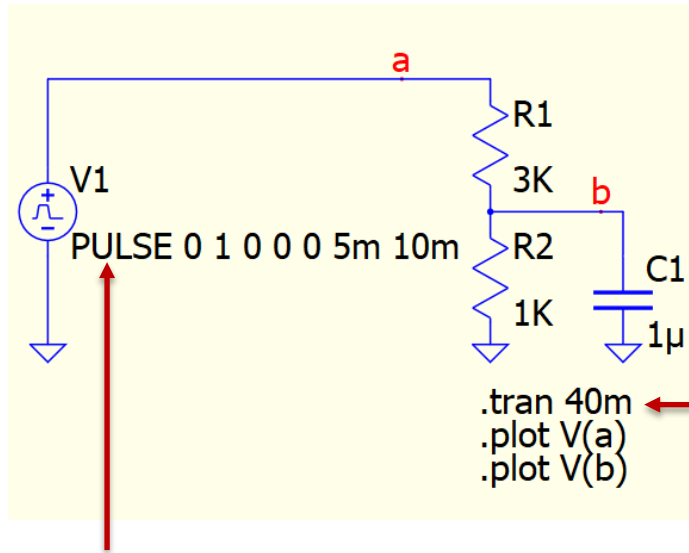 a
R1
V1
3K
b
PULSE 0 1 0 0 0 5m 10m
R2
C1
1K
1µ
.tran 40m
.plot V(a)
.plot V(b)